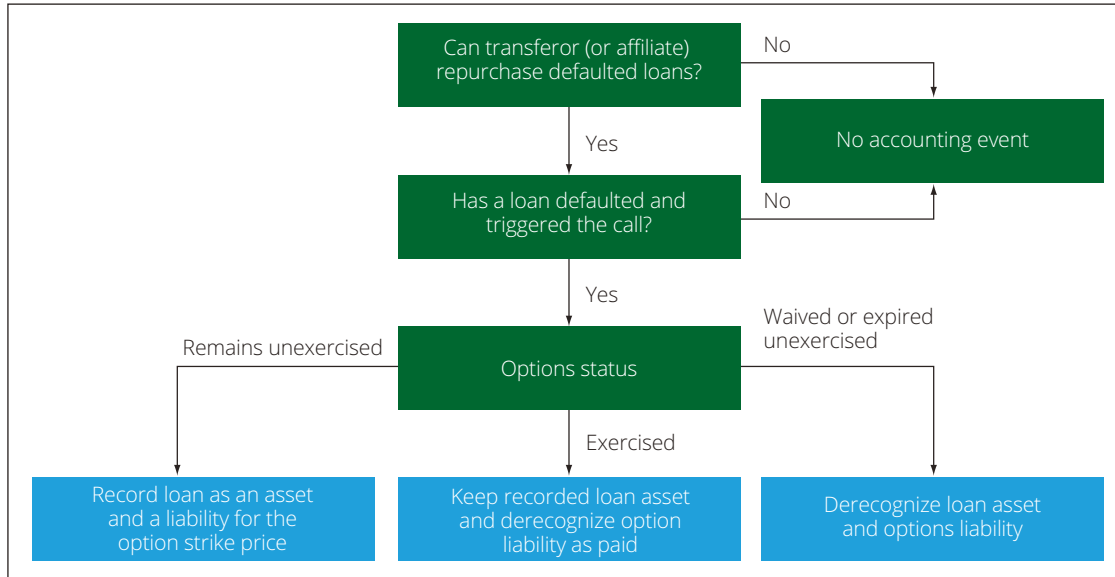 Can transferor (or affiliate)
repurchase defaulted loans?
No
No accounting event
Yes
Has a loan defaulted and
triggered the call?
No
Yes
Remains unexercised
Options status
Waived or expired
unexercised
Exercised
Record loan as an asset
and a liability for the
option strike price
Keep recorded loan asset
and derecognize option
liability as paid
Derecognize loan asset
and options liability